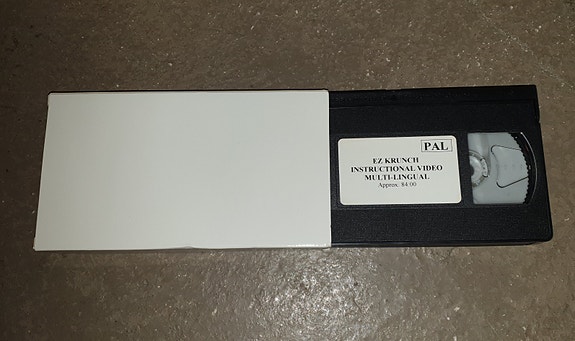 PAL
EZ KRUNCH
INSTRUCTIONAL VIDEO
MULTI-LINGUAL
Approx. 84:00